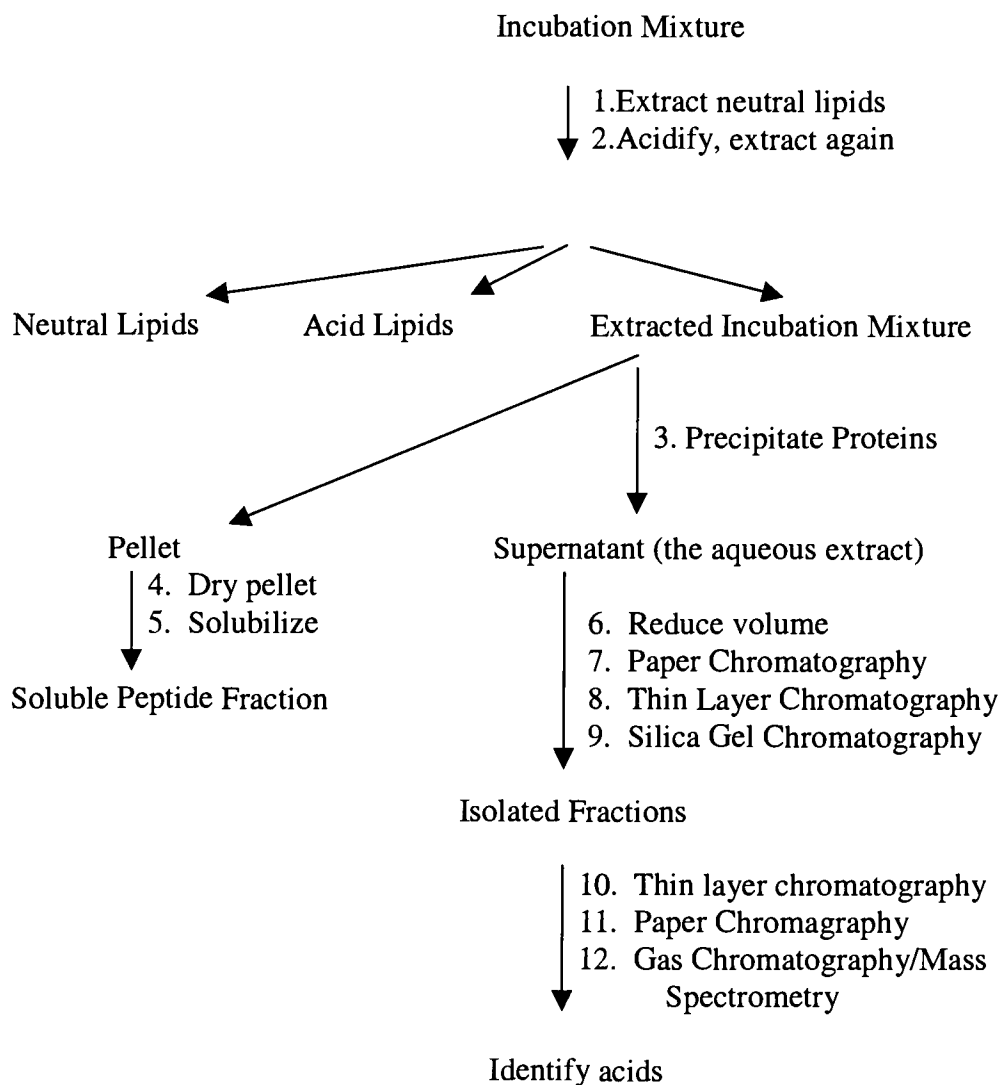 Incubation Mixture
1.Extract neutral lipids
2.Acidify, extract again
Neutral Lipids
Acid Lipids
Extracted Incubation Mixture
3. Precipitate Proteins
Pellet
Supernatant (the aqueous extract)
4. Dry pellet
5. Solubilize
6. Reduce volume
7. Paper Chromatography
8. Thin Layer Chromatography
9. Silica Gel Chromatography
Soluble Peptide Fraction
Isolated Fractions
10. Thin layer chromatography
11. Paper Chromagraphy
12. Gas Chromatography/Mass
Spectrometry
Identify acids